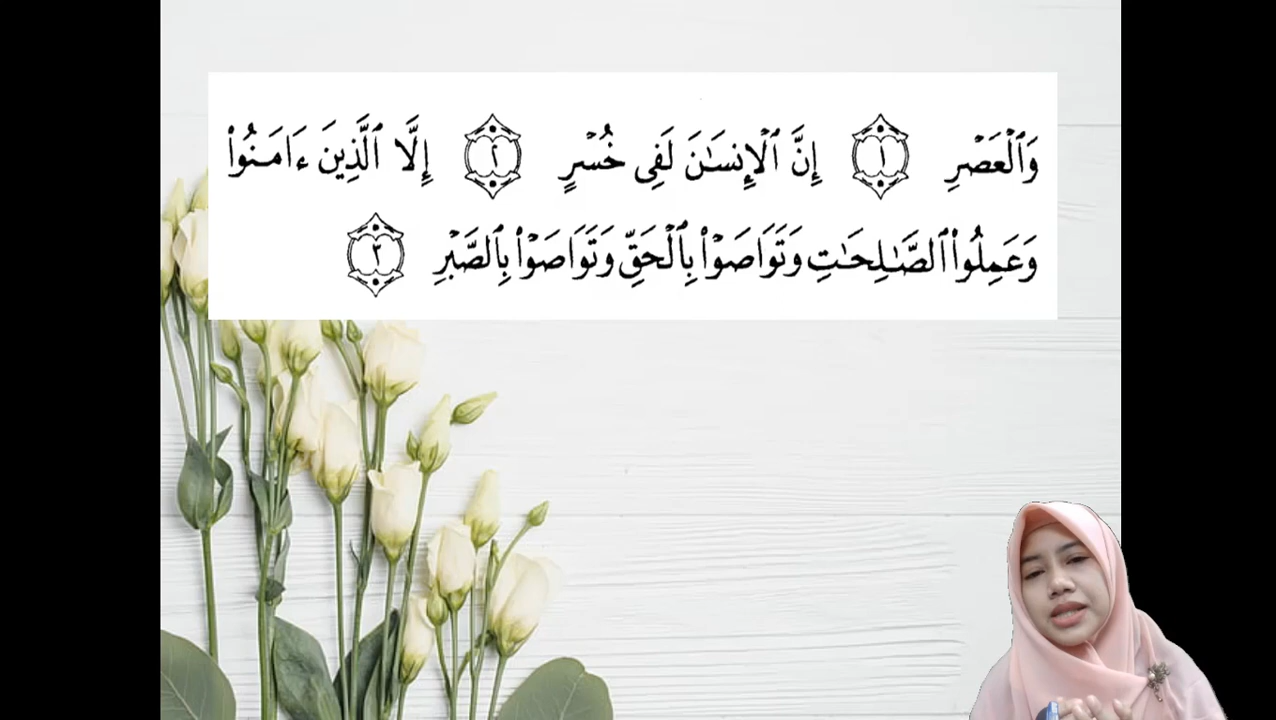 وَٱلْعَصْرِ ١ إِنَّ ٱلْإِنسَـٰنَ لَفِى خُسْرٍ ٢ إِلَّا ٱلَّذِينَ ءَامَنُوا۟
وَعَمِلُوا۟ ٱلصَّـٰلِحَـٰتِ وَتَوَاصَوْا۟ بِٱلْحَقِّ وَتَوَاصَوْا۟ بِٱلصَّبْرِ ٣